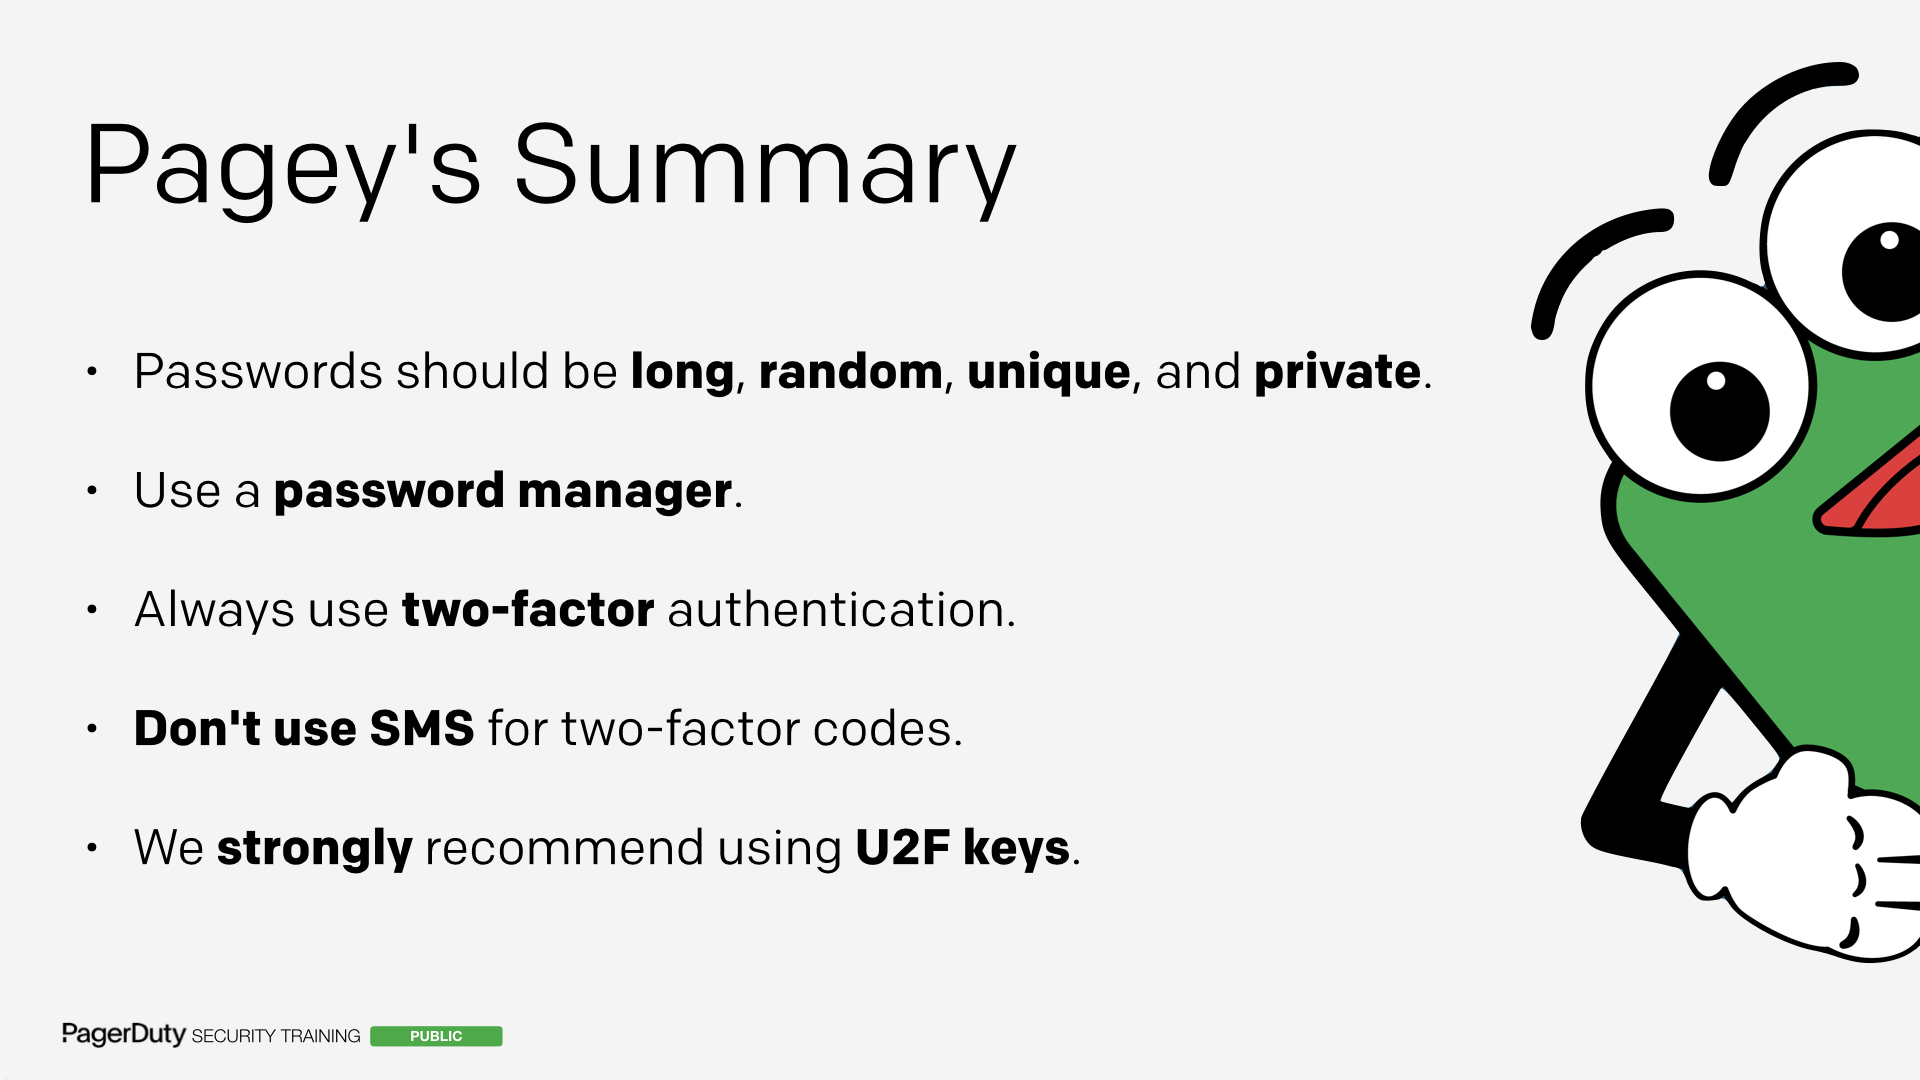 Pagey's Summary
• Passwords should be long, random, unique, and private.
• Use a password manager.
• Always use two-factor authentication.
• Don't use SMS for two-factor codes.
• We strongly recommend using U2F keys.
PagerDuty SECURITY TRAINING PUBLIC